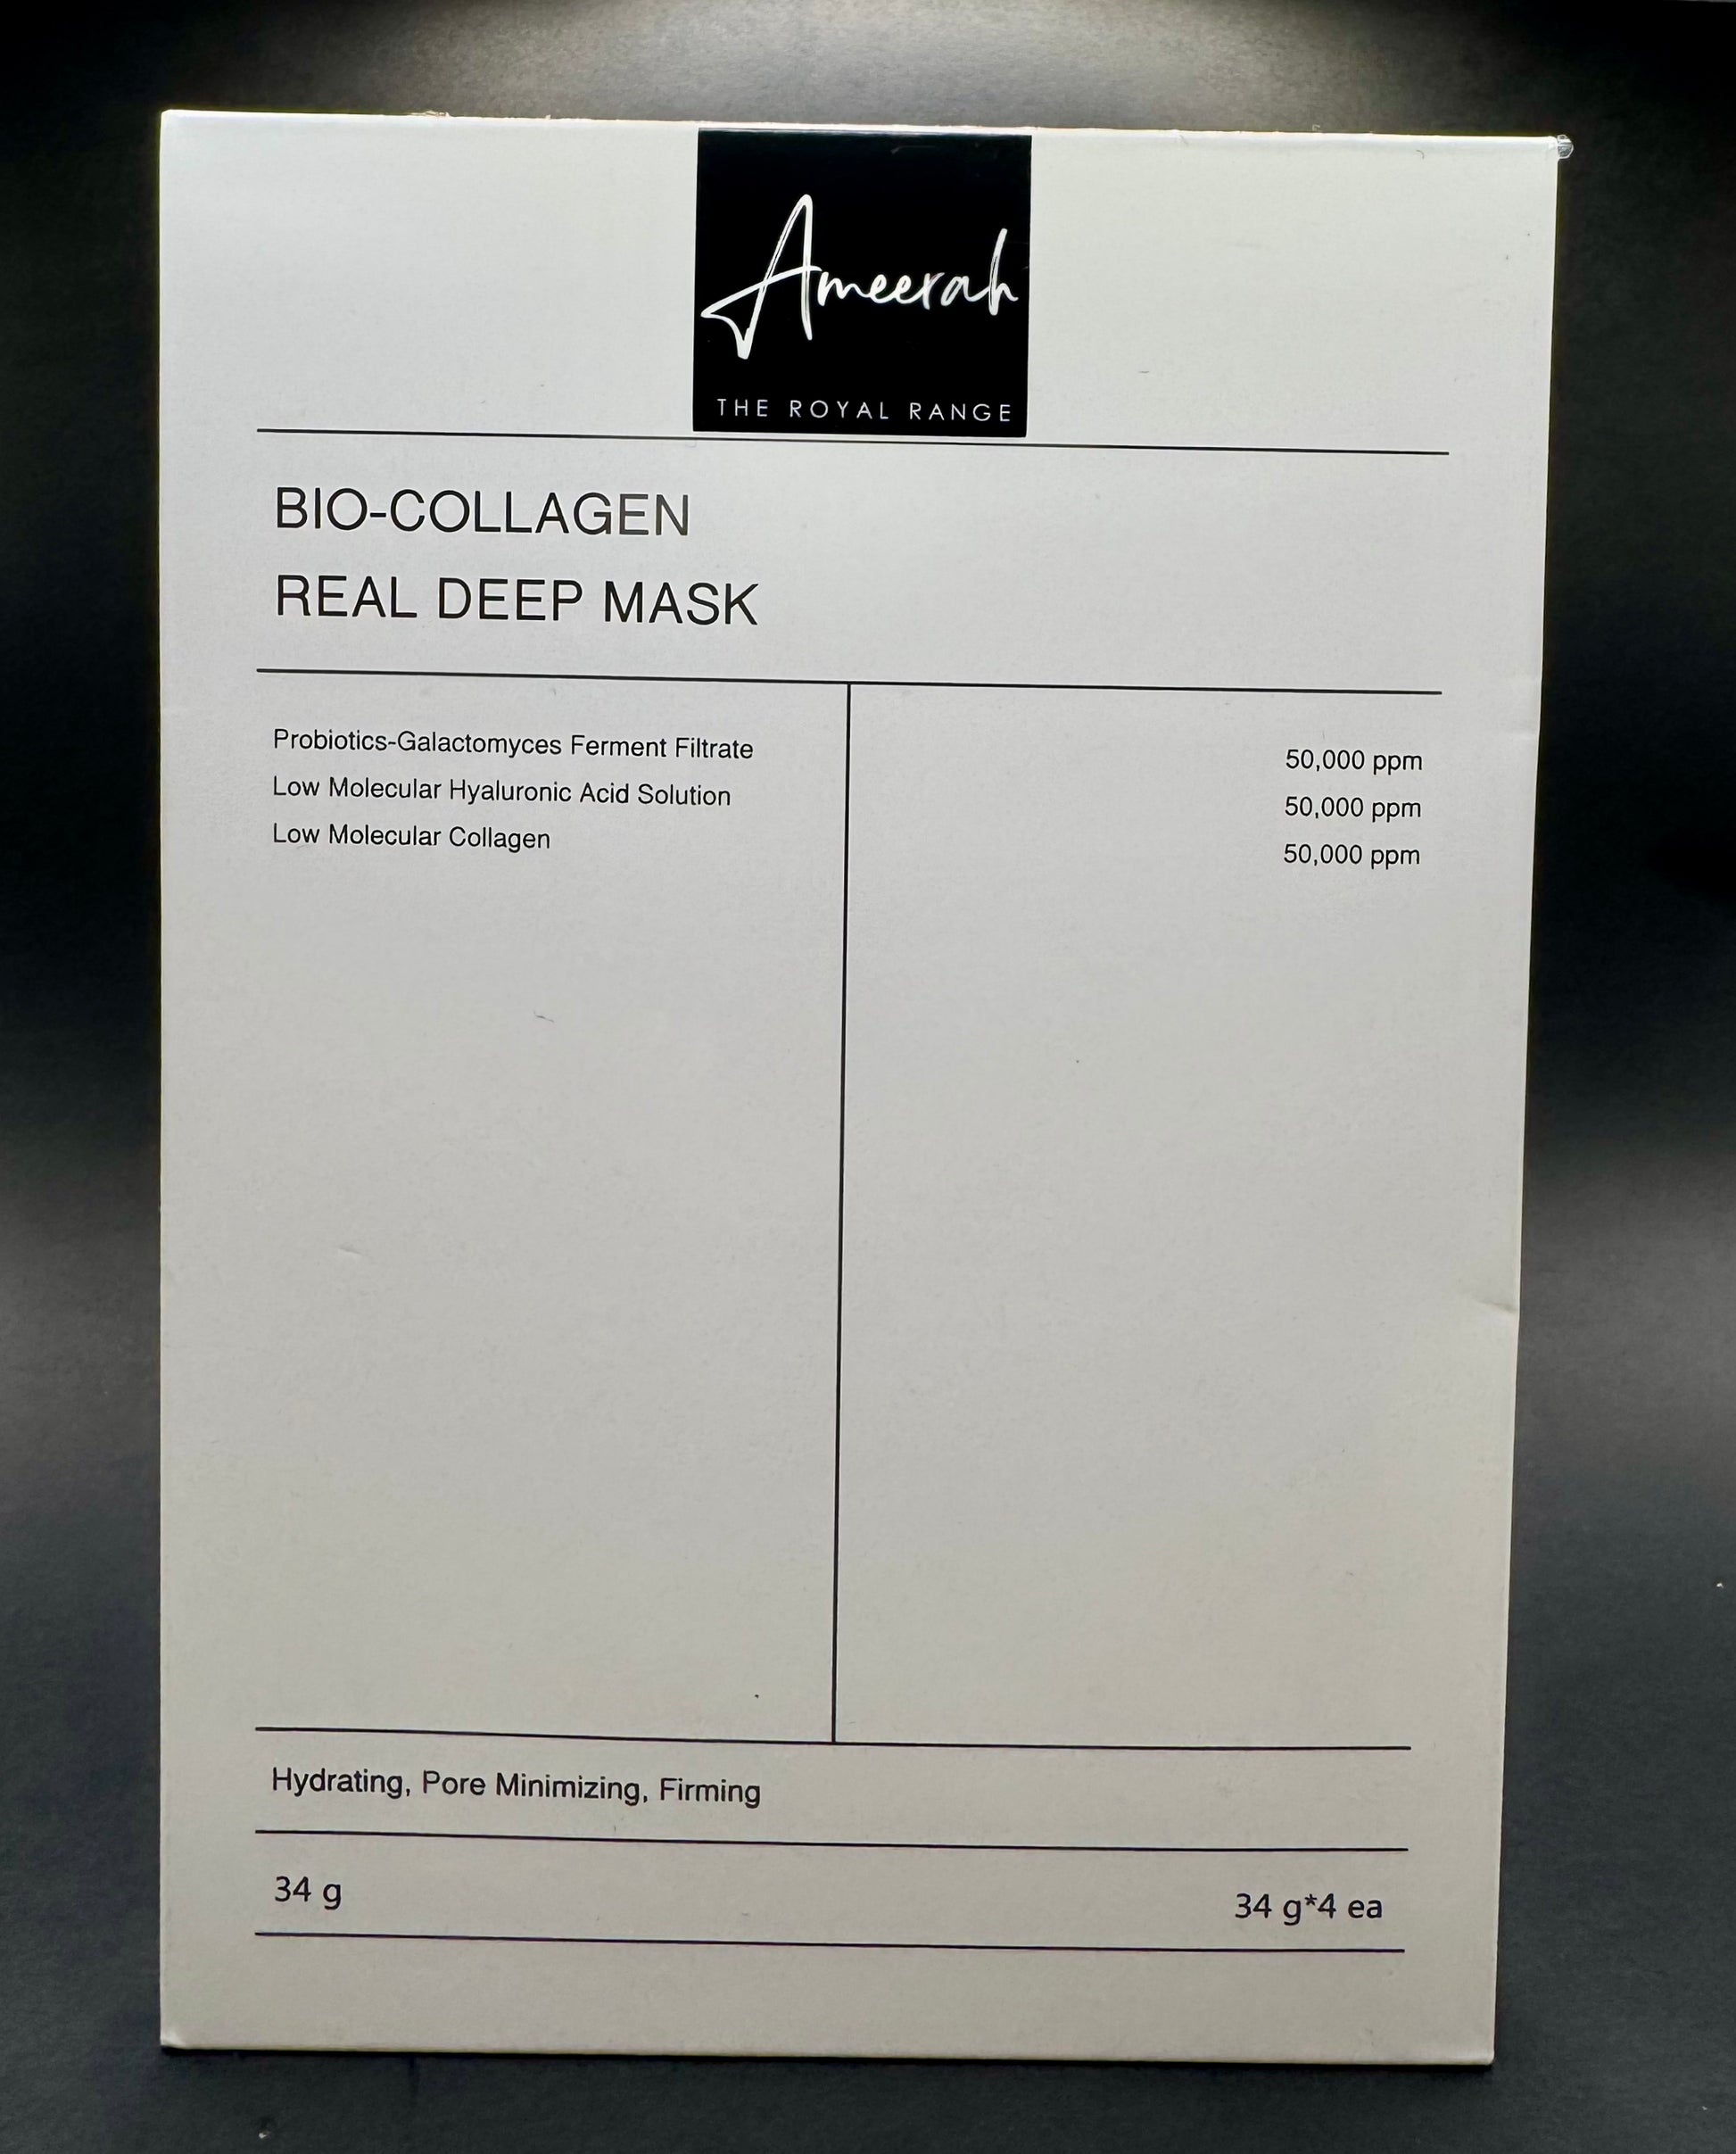 Ameerah
THE ROYAL RANGE
BIO-COLLAGEN
REAL DEEP MASK
Probiotics-Galactomyces Ferment Filtrate 50,000 ppm
Low Molecular Hyaluronic Acid Solution 50,000 ppm
Low Molecular Collagen 50,000 ppm
Hydrating, Pore Minimizing, Firming
34 g 34 g*4 ea